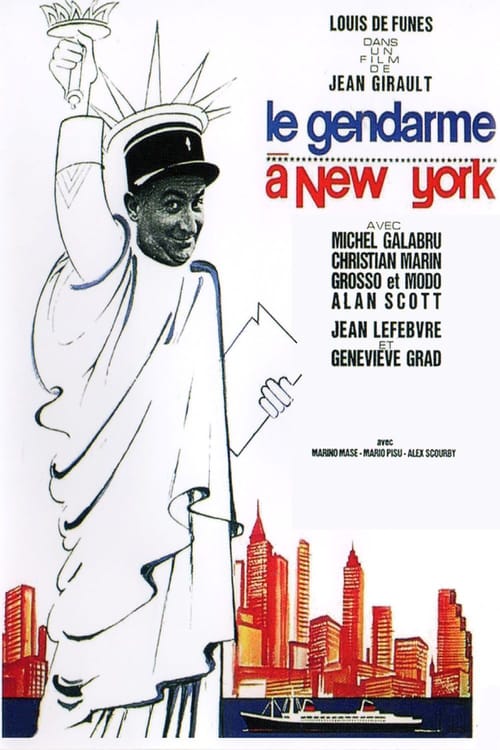 LOUIS DE FUNES
DANS
UN
FILM
DE
JEAN GIRAULT
le gendarme
à New york
AVEC
MICHEL GALABRU
CHRISTIAN MARIN
GROSSO et MODO
ALAN SCOTT
JEAN LEFEBVRE
ET
GENEVIÈVE GRAD
avec
MARINO MASE - MARIO PISU - ALEX SCOURBY